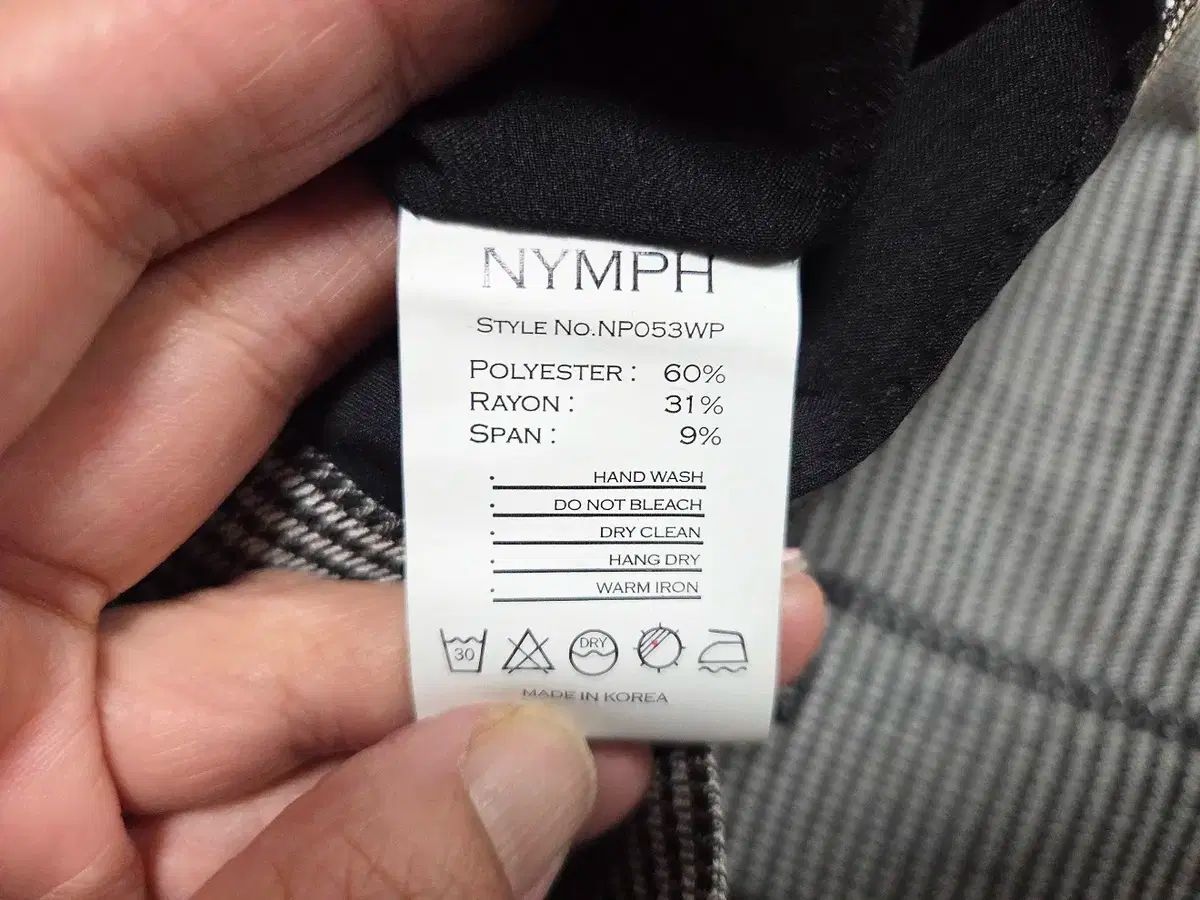 NYMPH
STYLE NO.NP053WP
POLYESTER : 60%
RAYON : 31%
SPAN : 9%
· HAND WASH
· DO NOT BLEACH
· DRY CLEAN
· HANG DRY
· WARM IRON
30 DRY
MADE IN KOREA